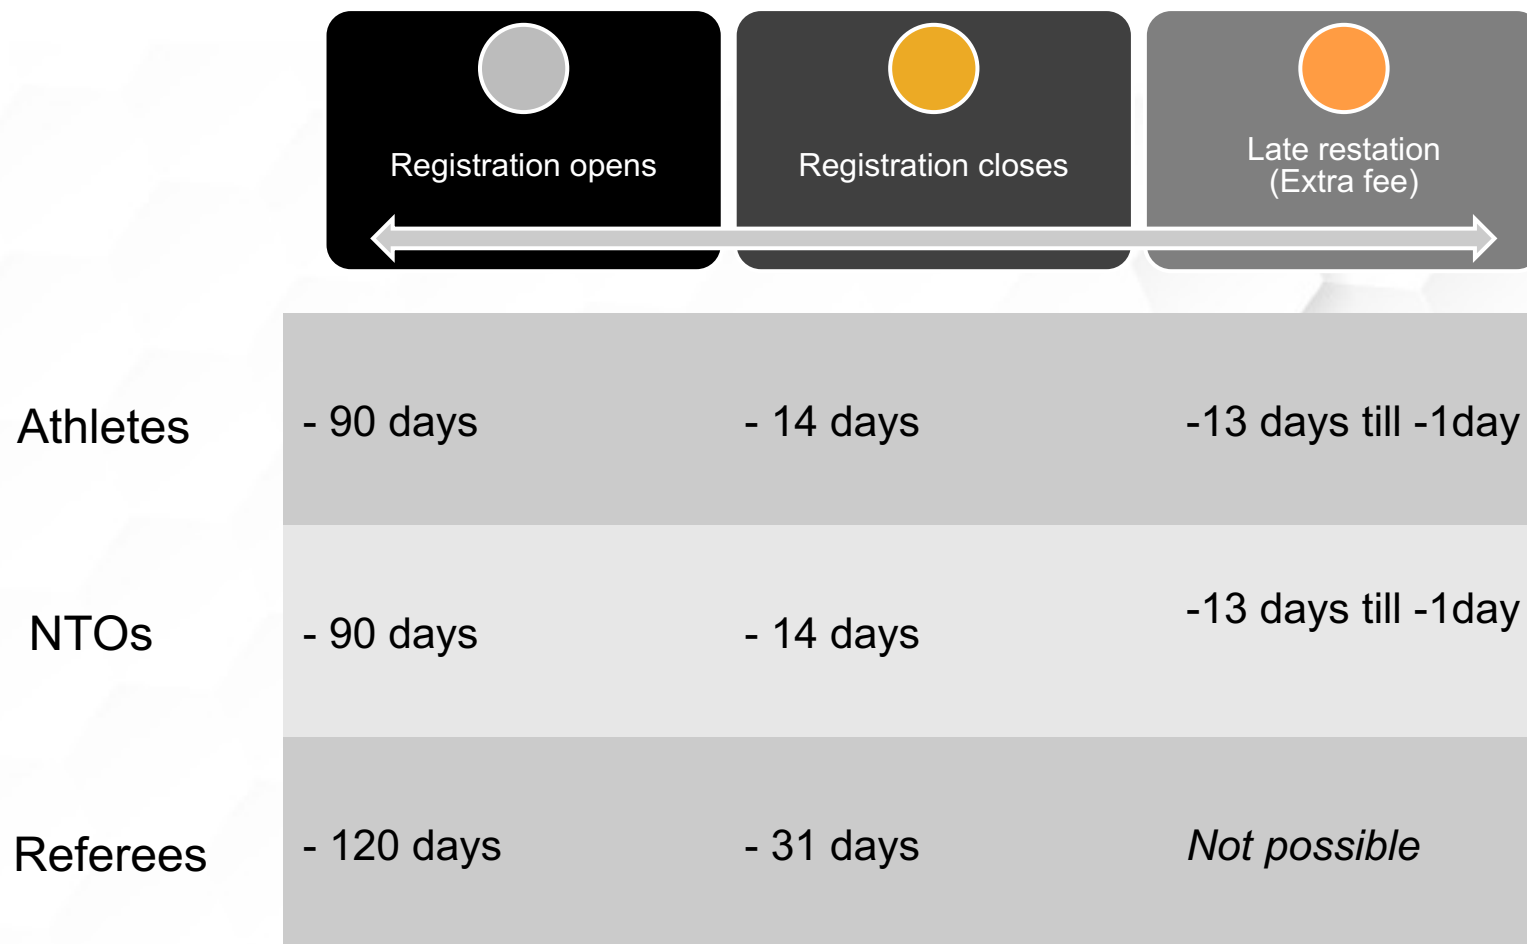 Registration opens
Registration closes
Late restation
(Extra fee)
Athletes
- 90 days
- 14 days
-13 days till -1day
NTOs
- 90 days
- 14 days
-13 days till -1day
Referees
- 120 days
- 31 days
Not possible